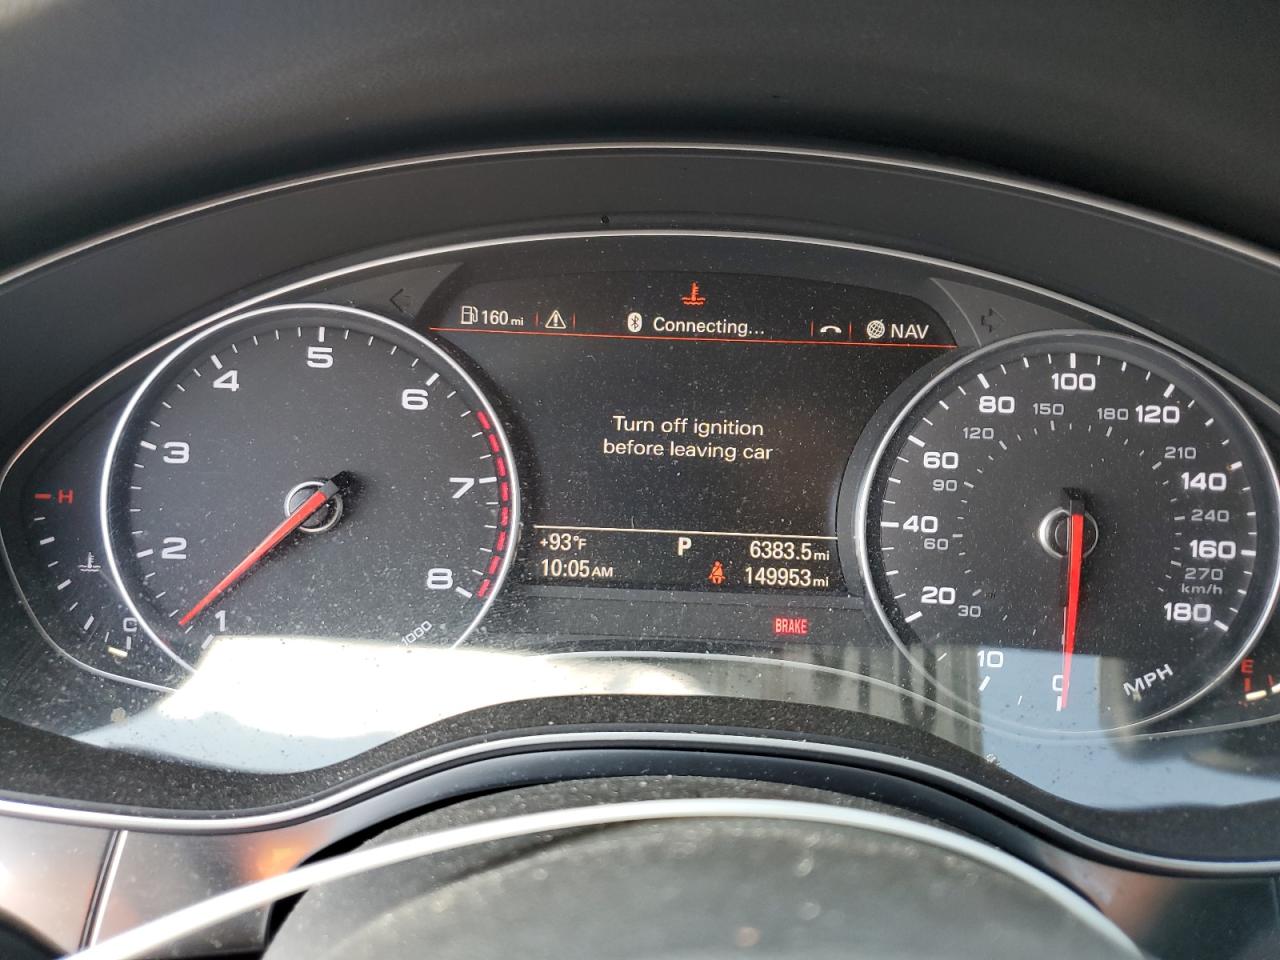 160 mi
Connecting...
NAV
Turn off ignition
before leaving car
+93°F
P
6383.5 mi
10:05 AM
149953 mi
BRAKE
H
C
1
2
3
4
5
6
7
8
1000
0
10
20
40
60
80
100
120
140
160
180
MPH
30
60
90
120
150
180
210
240
270
km/h
E